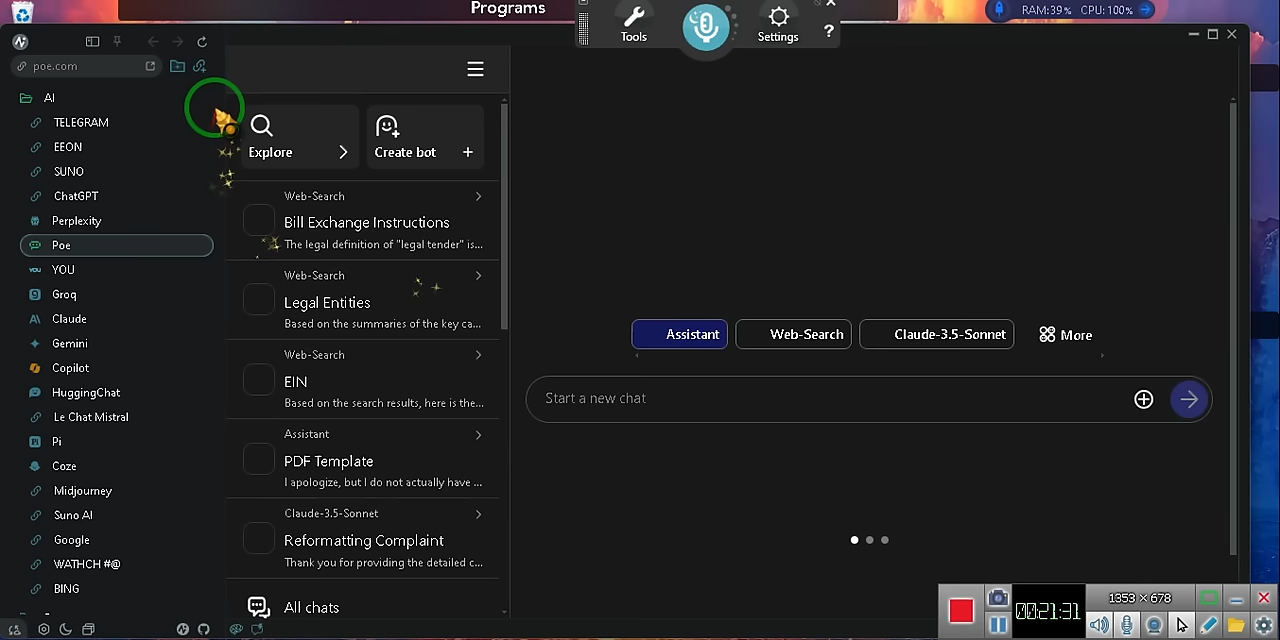 Programs
Tools
Settings
?
RAM:39% CPU:100%
poe.com
AI
TELEGRAM
EEON
SUNO
ChatGPT
Perplexity
Poe
YOU
Groq
Claude
Gemini
Copilot
HuggingChat
Le Chat Mistral
Pi
Coze
Midjourney
Suno AI
Google
WATHCH #@
BING
Explore
Create bot
Web-Search
Bill Exchange Instructions
The legal definition of "legal tender" is...
Web-Search
Legal Entities
Based on the summaries of the key ca...
Web-Search
EIN
Based on the search results, here is the...
Assistant
PDF Template
I apologize, but I do not actually have ...
Claude-3.5-Sonnet
Reformatting Complaint
Thank you for providing the detailed c...
All chats
Assistant
Web-Search
Claude-3.5-Sonnet
More
Start a new chat
00:21:31
1353 × 678